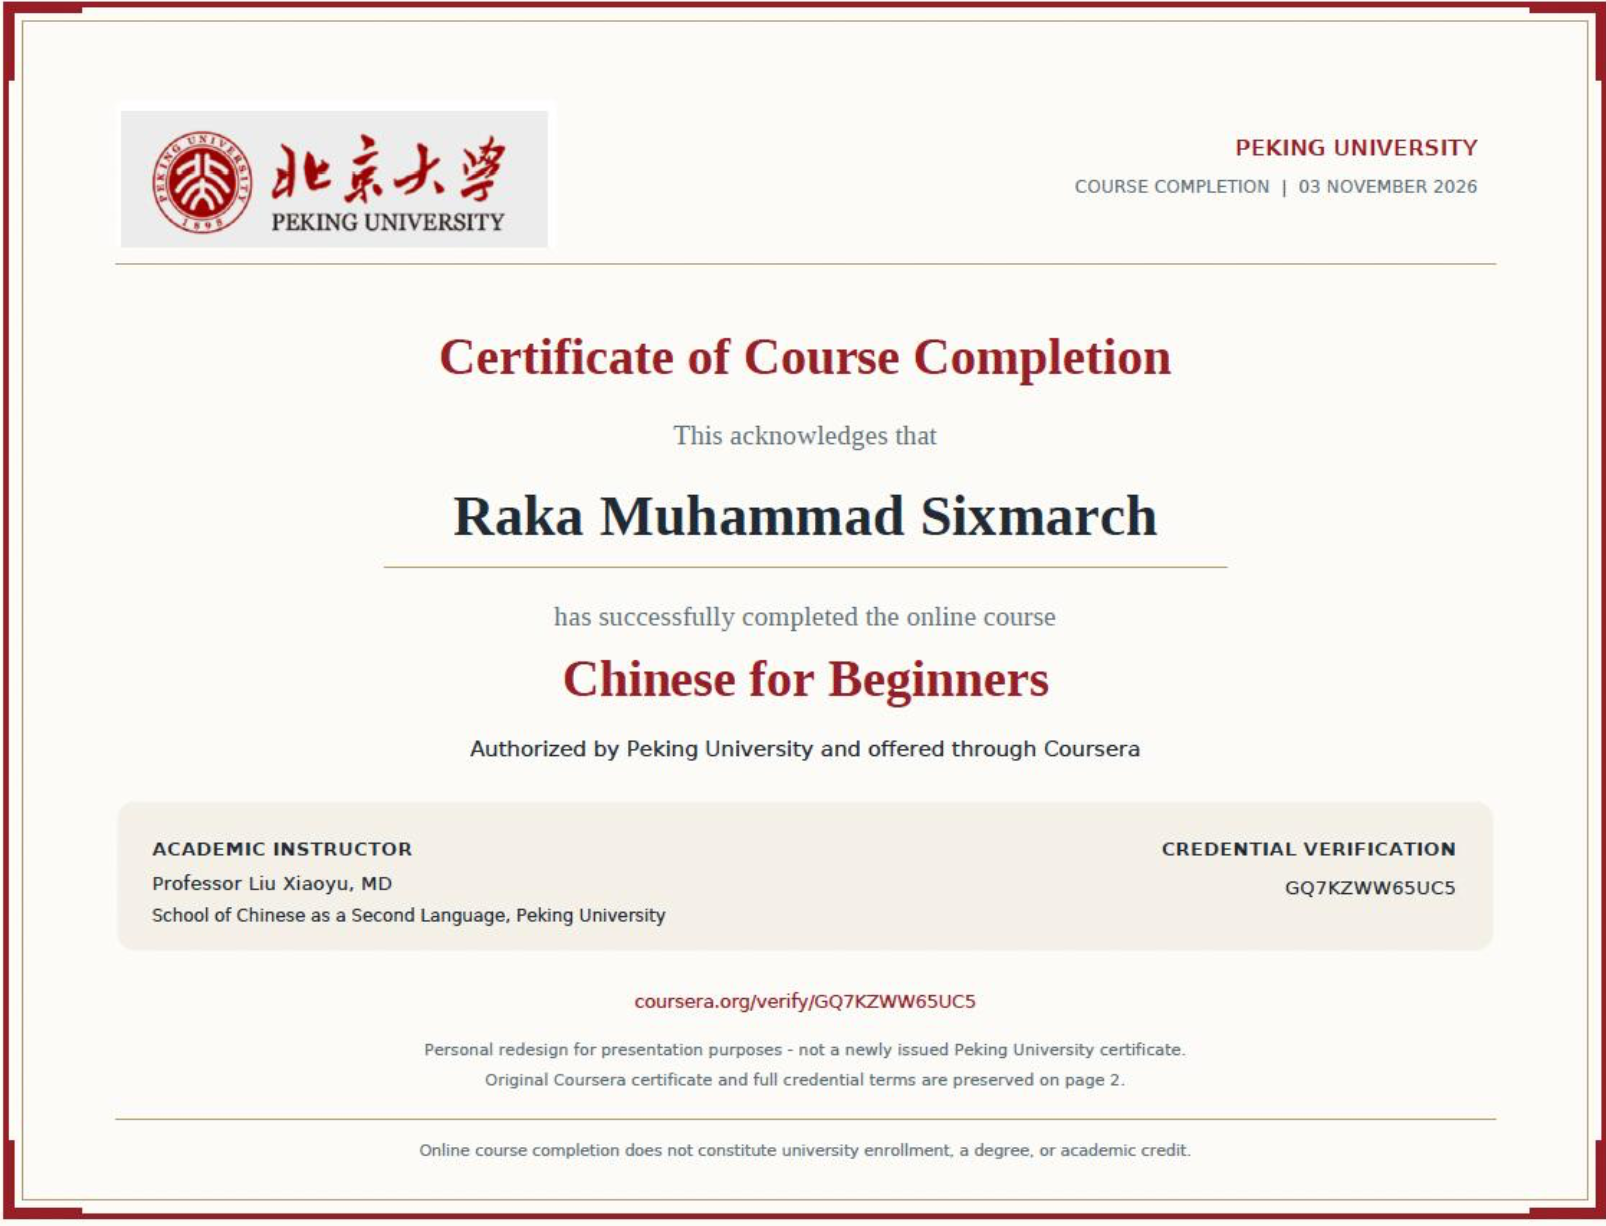 PEKING UNIVERSITY
1898
北京大学
PEKING UNIVERSITY
PEKING UNIVERSITY
COURSE COMPLETION | 03 NOVEMBER 2026
Certificate of Course Completion
This acknowledges that
Raka Muhammad Sixmarch
has successfully completed the online course
Chinese for Beginners
Authorized by Peking University and offered through Coursera
ACADEMIC INSTRUCTOR
Professor Liu Xiaoyu, MD
School of Chinese as a Second Language, Peking University
CREDENTIAL VERIFICATION
GQ7KZWW65UC5
coursera.org/verify/GQ7KZWW65UC5
Personal redesign for presentation purposes - not a newly issued Peking University certificate.
Original Coursera certificate and full credential terms are preserved on page 2.
Online course completion does not constitute university enrollment, a degree, or academic credit.